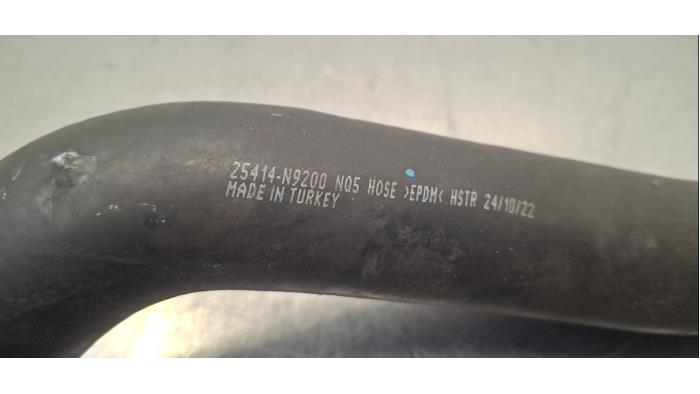 25414-N9200 NQ5 HOSE >EPDM< HSTR 24/10/22
MADE IN TURKEY